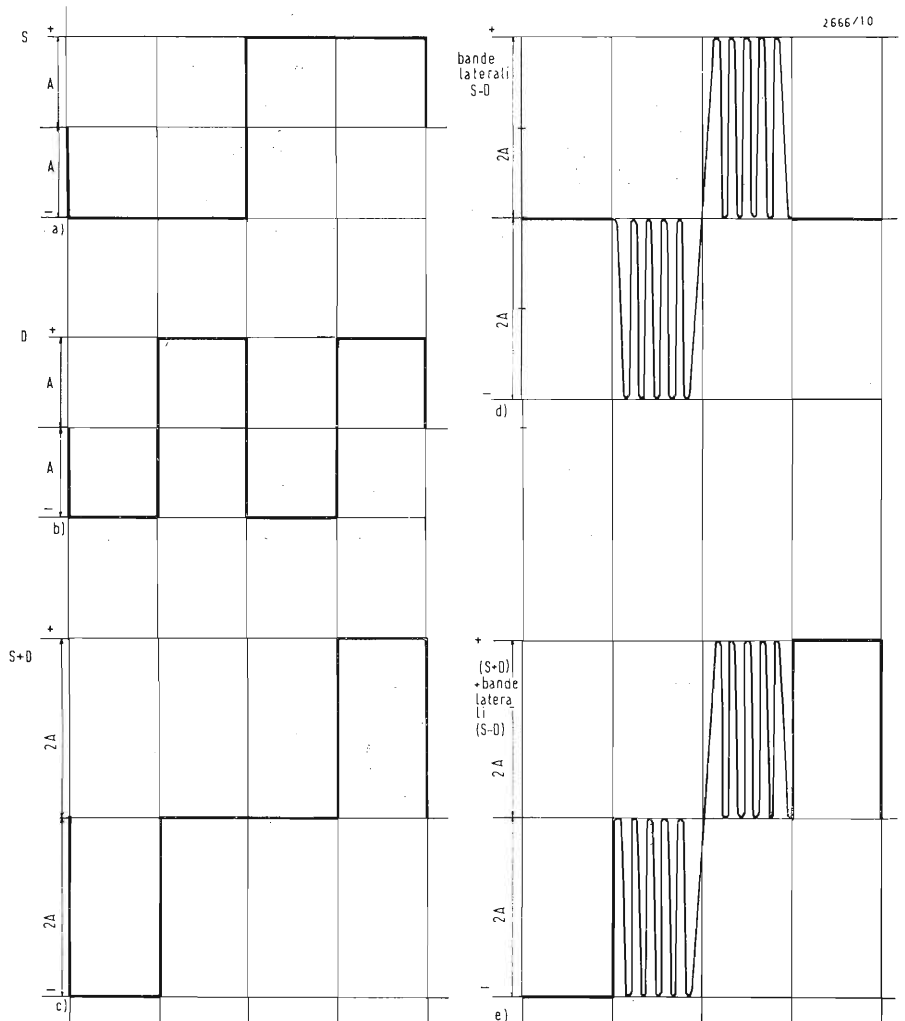 2666/10
S
+
A
A
−
a)
D
+
A
A
−
b)
S+D
+
2A
2A
−
c)
+
bande
laterali
S-D
2A
2A
−
d)
+
(S+D)
+bande
latera
li
(S-D)
2A
2A
−
e)